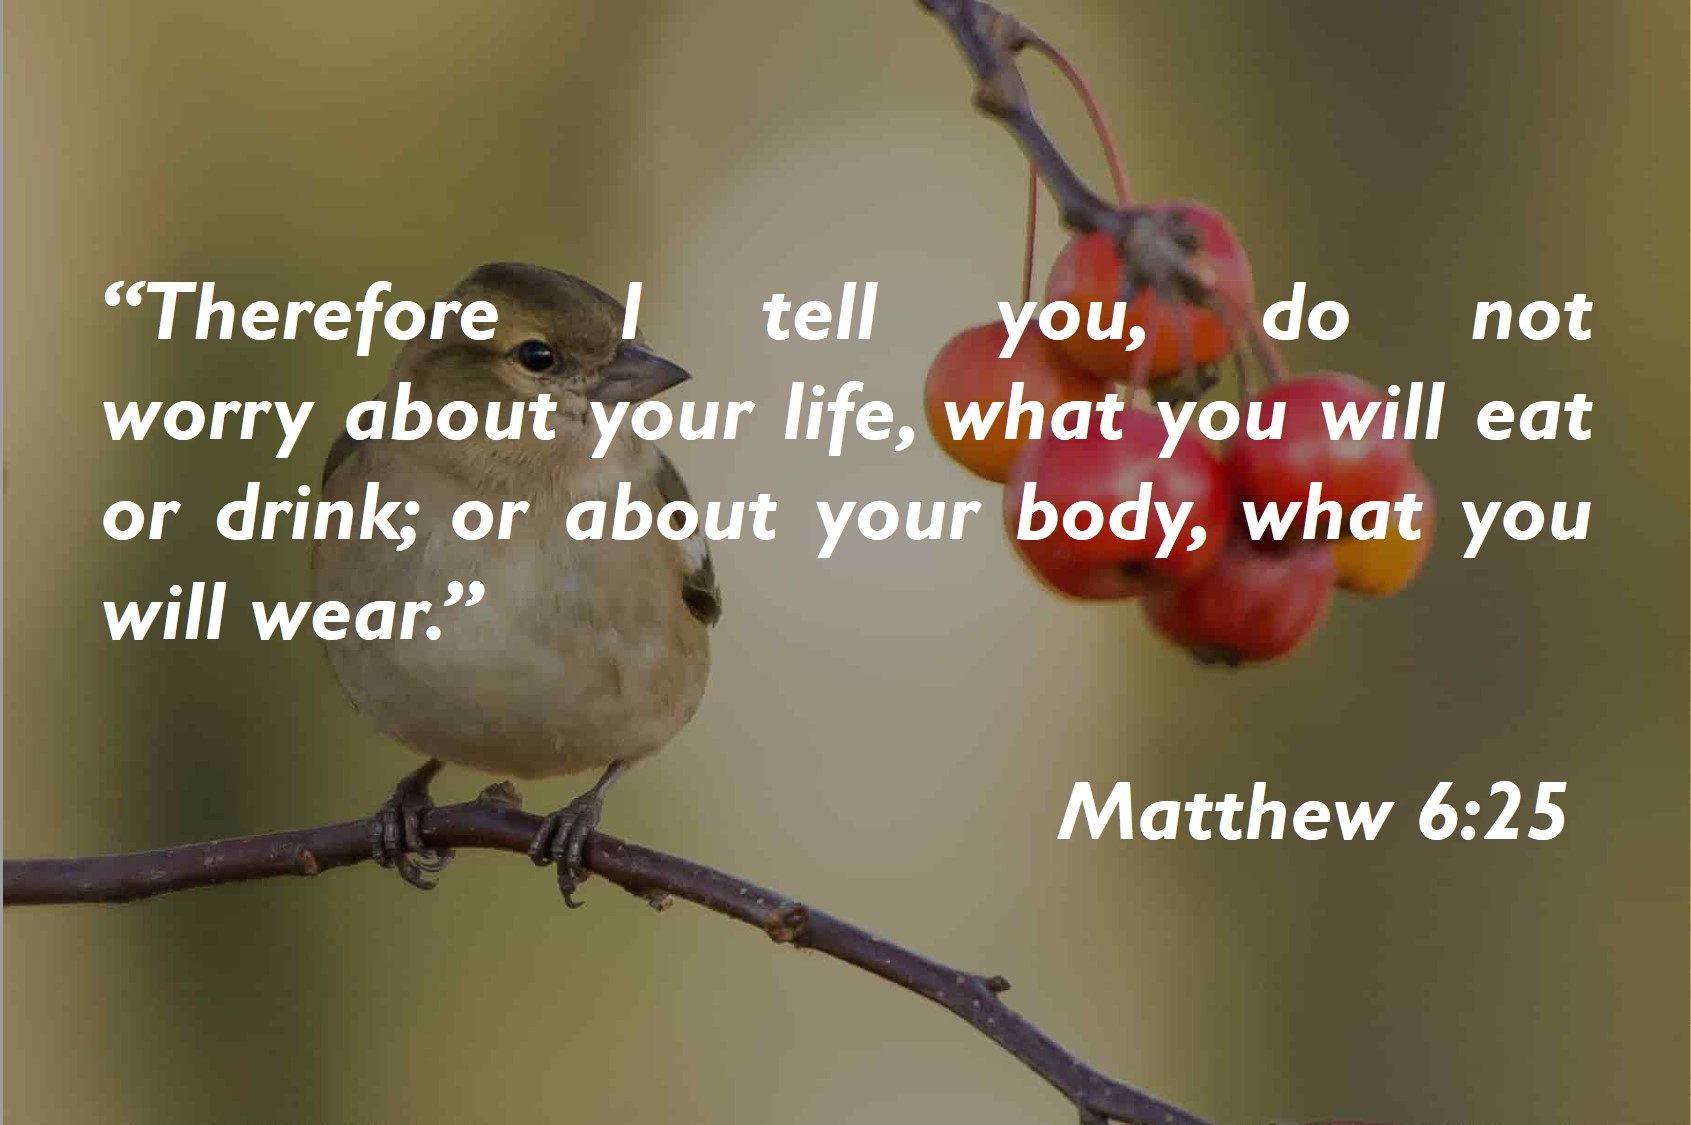 “Therefore I tell you, do not
worry about your life, what you will eat
or drink; or about your body, what you
will wear.”
Matthew 6:25